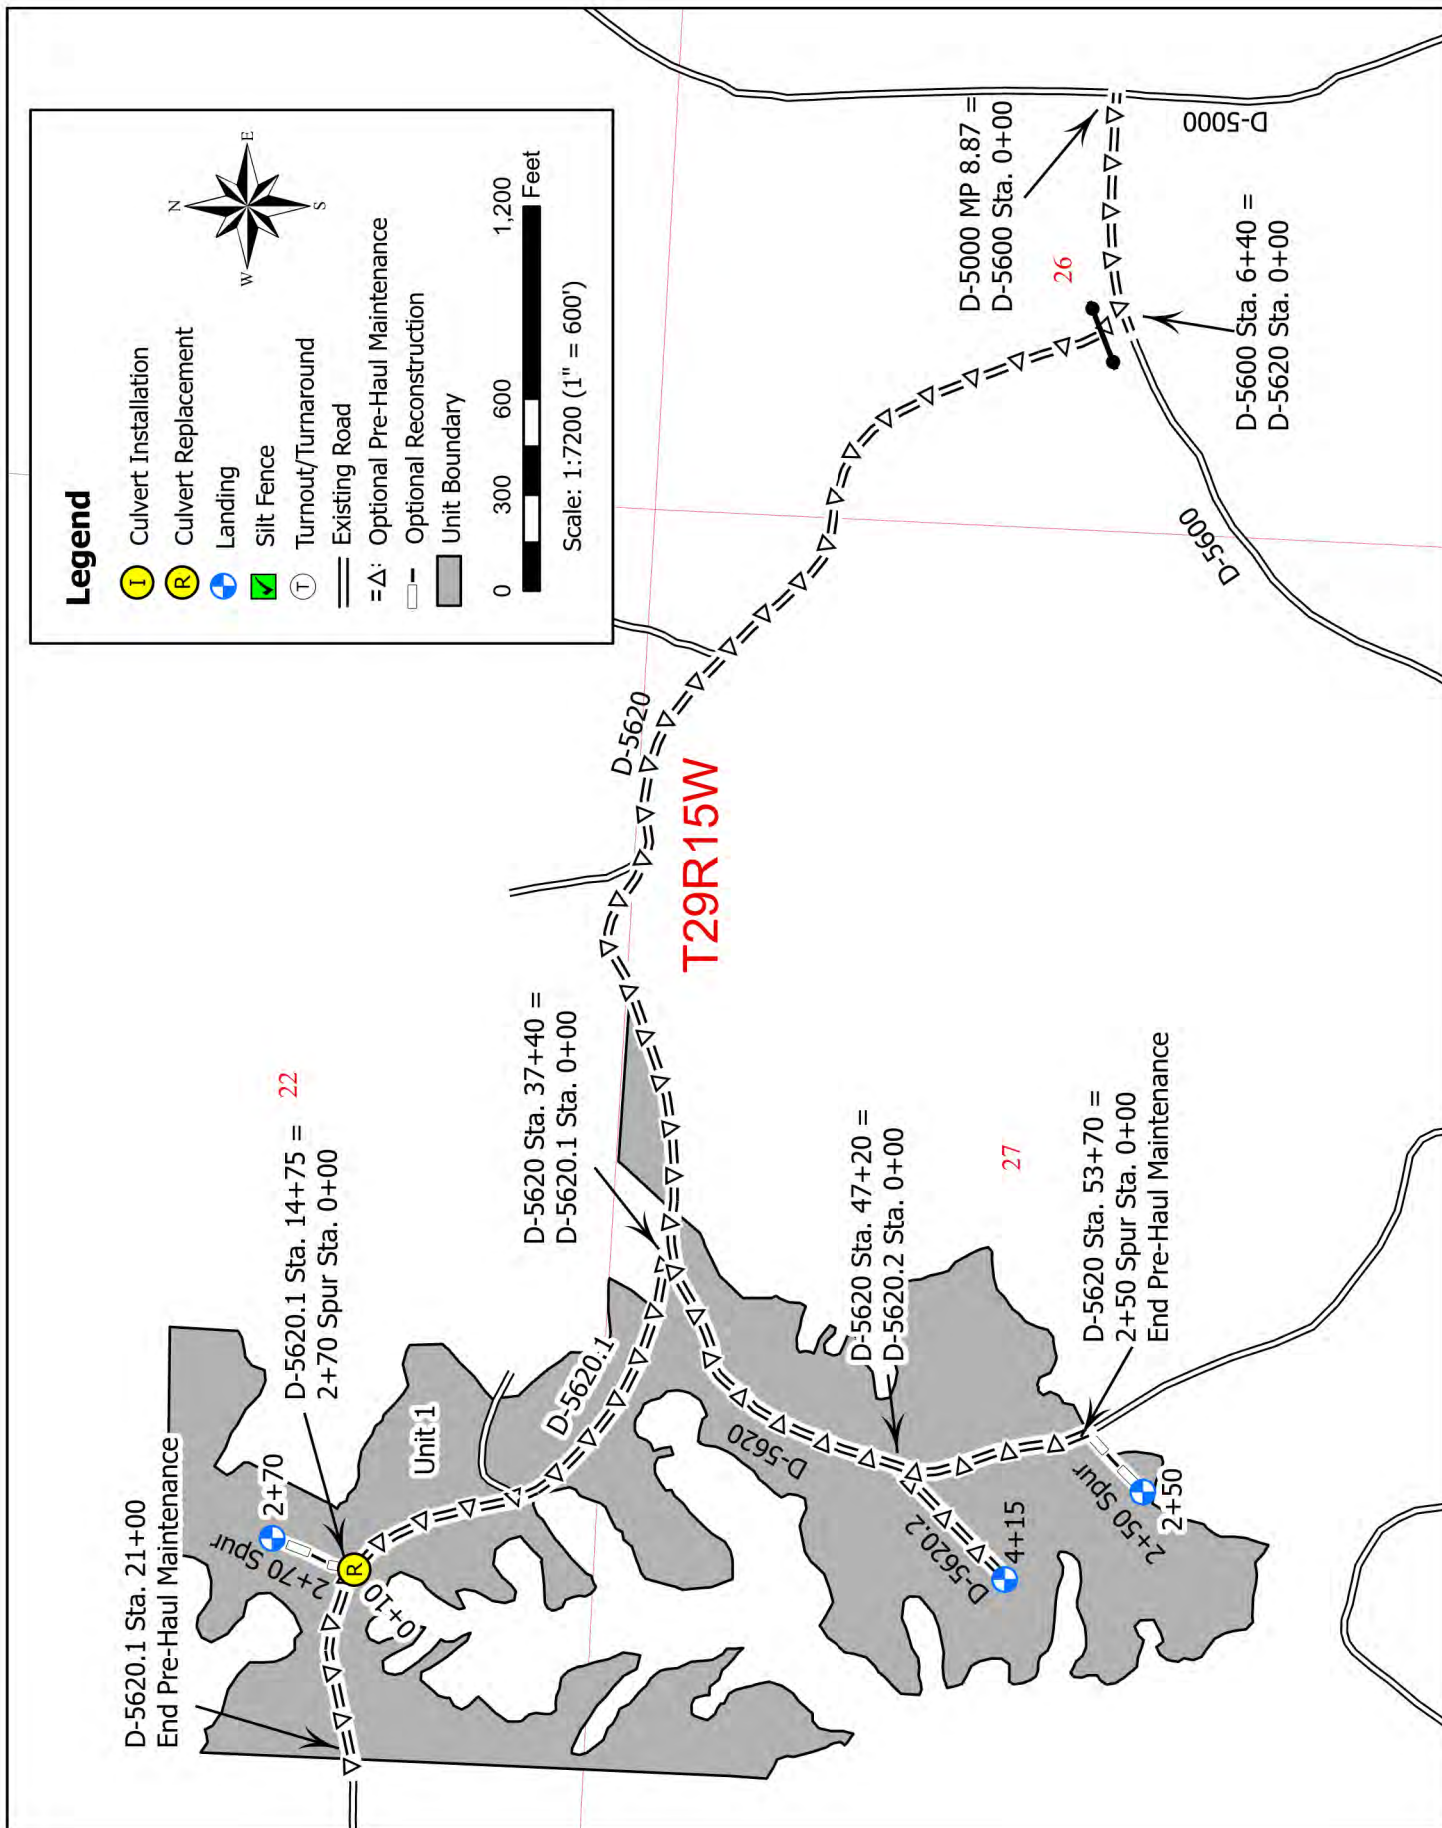 Legend
I
Culvert Installation
R
Culvert Replacement
Landing
Silt Fence
T
Turnout/Turnaround
Existing Road
Optional Pre-Haul Maintenance
Optional Reconstruction
Unit Boundary
N
E
S
W
0
300
600
1,200
Feet
Scale: 1:7200 (1" = 600')
D-5620.1 Sta. 21+00
End Pre-Haul Maintenance
2+70
2+70 Spur
R
10+10
D-5620.1 Sta. 14+75 =
2+70 Spur Sta. 0+00
22
Unit 1
D-5620.1
D-5620 Sta. 37+40 =
D-5620.1 Sta. 0+00
D-5620
T29R15W
D-5620
D-5620 Sta. 47+20 =
D-5620.2 Sta. 0+00
27
D-5620.2
4+15
D-5620 Sta. 53+70 =
2+50 Spur Sta. 0+00
End Pre-Haul Maintenance
2+50 Spur
2+50
D-5000 MP 8.87 =
D-5600 Sta. 0+00
26
D-5000
D-5600 Sta. 6+40 =
D-5620 Sta. 0+00
D-5600